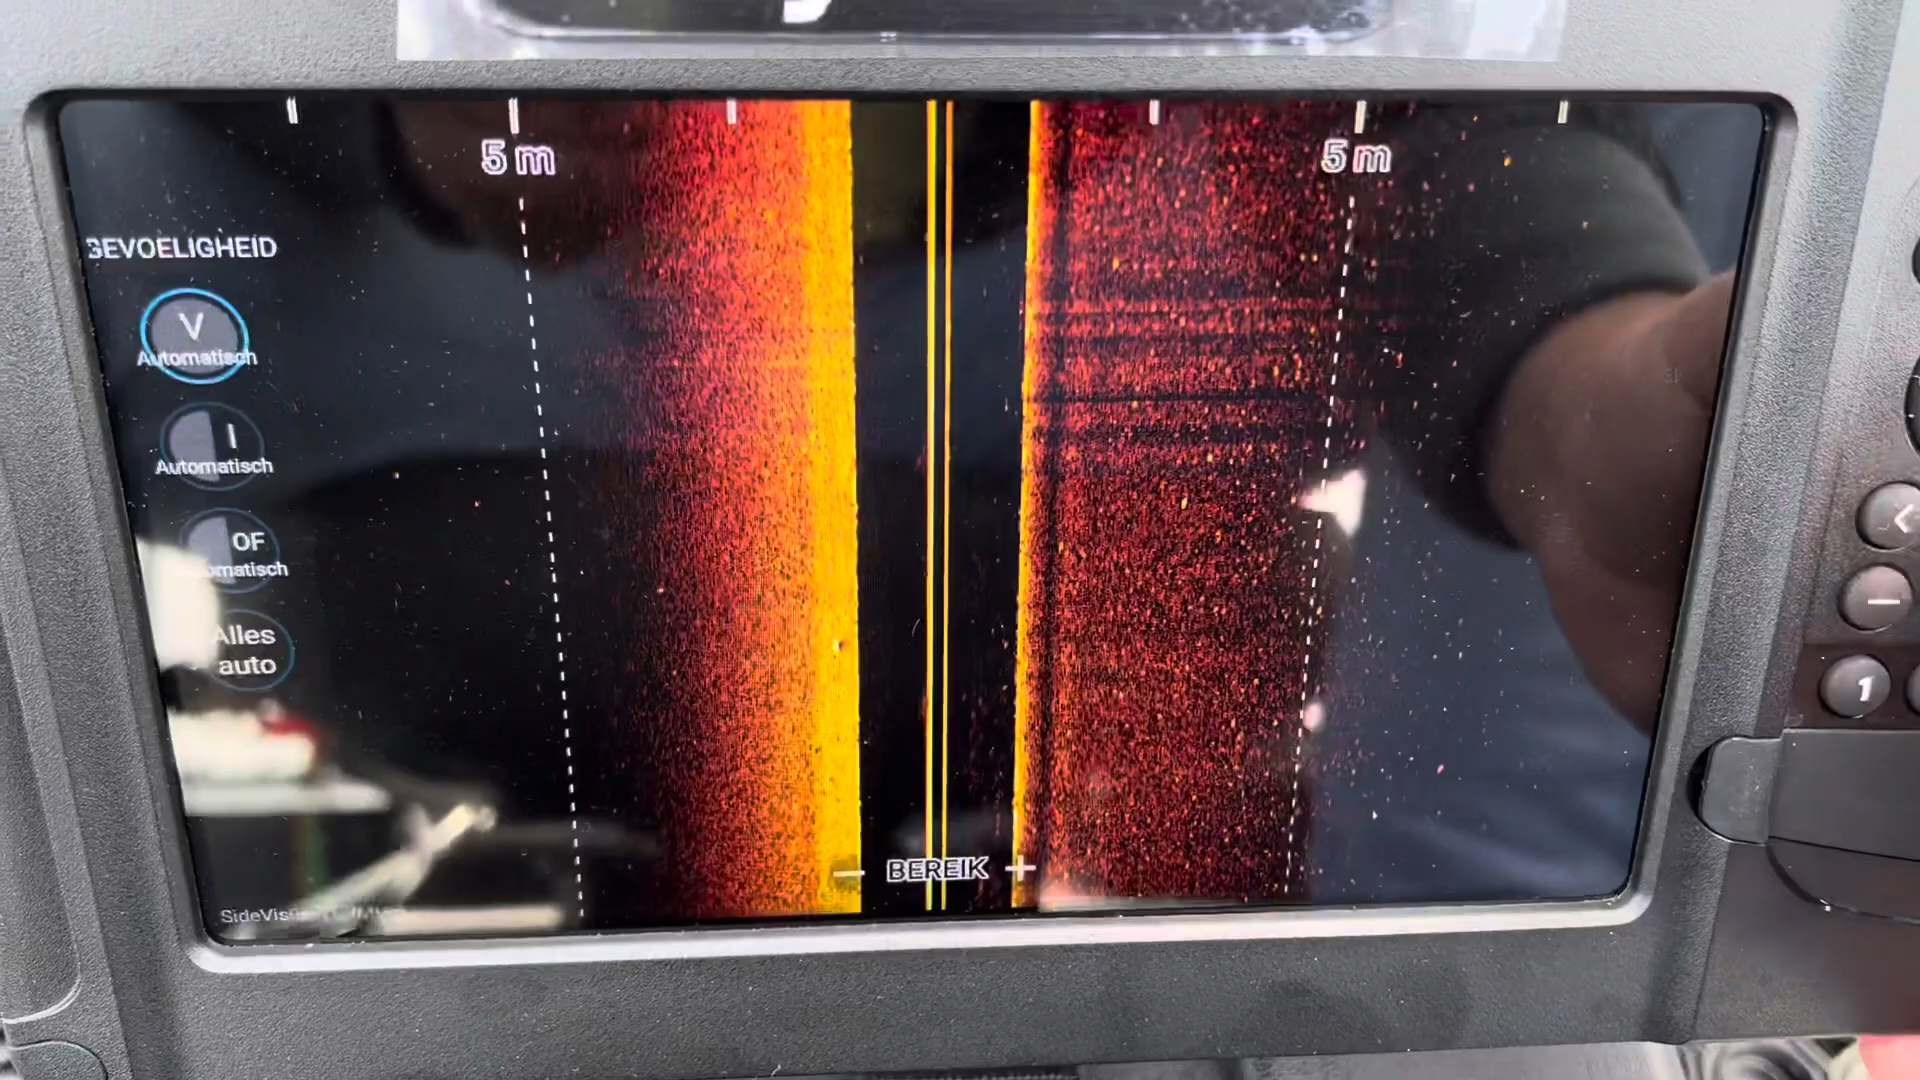 5 m
5 m
GEVOELIGHEID
V
Automatisch
I
Automatisch
OF
Alles
auto
BEREIK
1